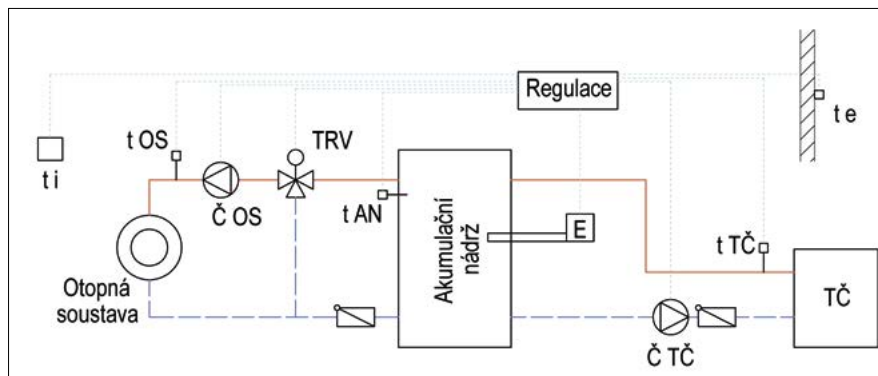 Regulace
t e
t OS
TRV
t i
Č OS
t AN
Akumulační
nádrž
E
t TČ
Otopná
soustava
TČ
Č TČ